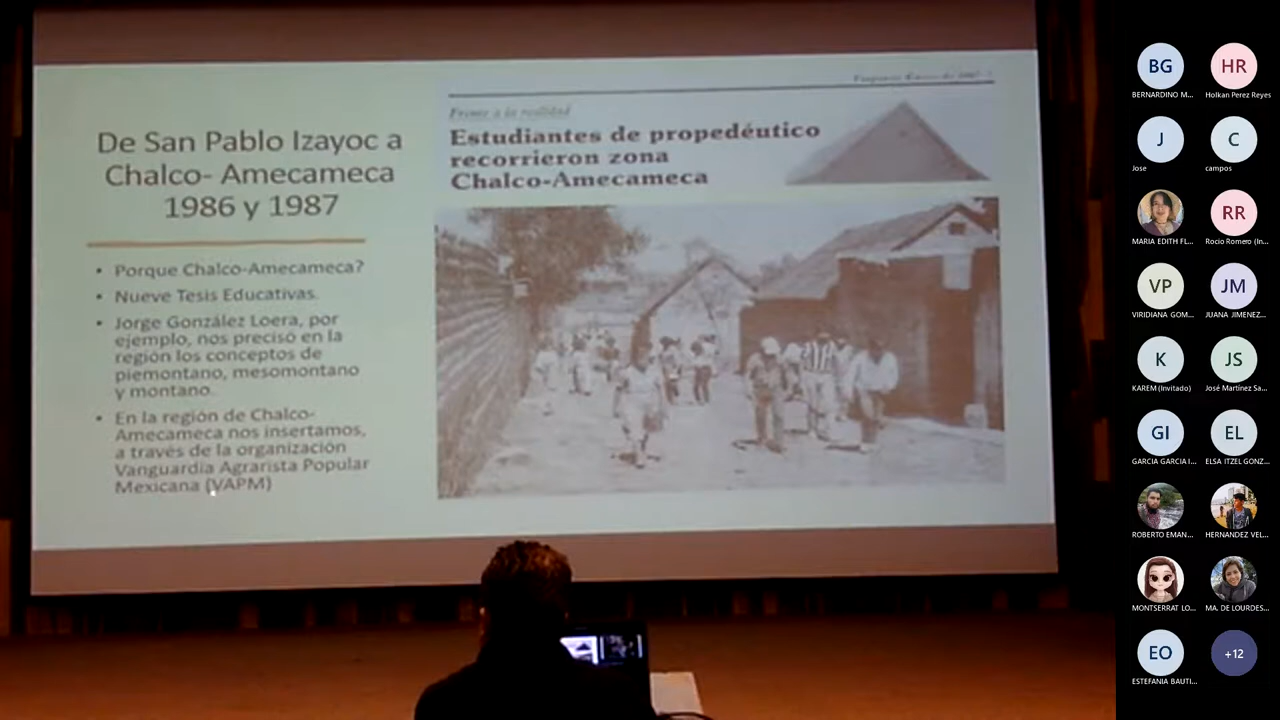 De San Pablo Izayoc a
Chalco- Amecameca
1986 y 1987
• Porque Chalco-Amecameca?
• Nueve Tesis Educativas.
• Jorge González Loera, por
ejemplo, nos precisó en la
región los conceptos de
piemontano, mesomontano
y montano.
• En la región de Chalco-
Amecameca nos insertamos,
a través de la organización
Vanguardia Agrarista Popular
Mexicana (VAPM)
Frente a la realidad
Estudiantes de propedéutico
recorrieron zona
Chalco-Amecameca
BG
BERNARDINO M...
HR
Holkan Perez Reyes
J
Jose
C
campos
MARIA EDITH FL...
RR
Rocio Romero (In...
VP
VIRIDIANA GOM...
JM
JUANA JIMENEZ...
K
KAREM (Invitado)
JS
José Martínez Sa...
GI
GARCIA GARCIA I...
EL
ELSA ITZEL GONZ...
ROBERTO EMAN...
HERNANDEZ VEL...
MONTSERRAT LO...
MA. DE LOURDES...
EO
ESTEFANIA BAUTI...
+12